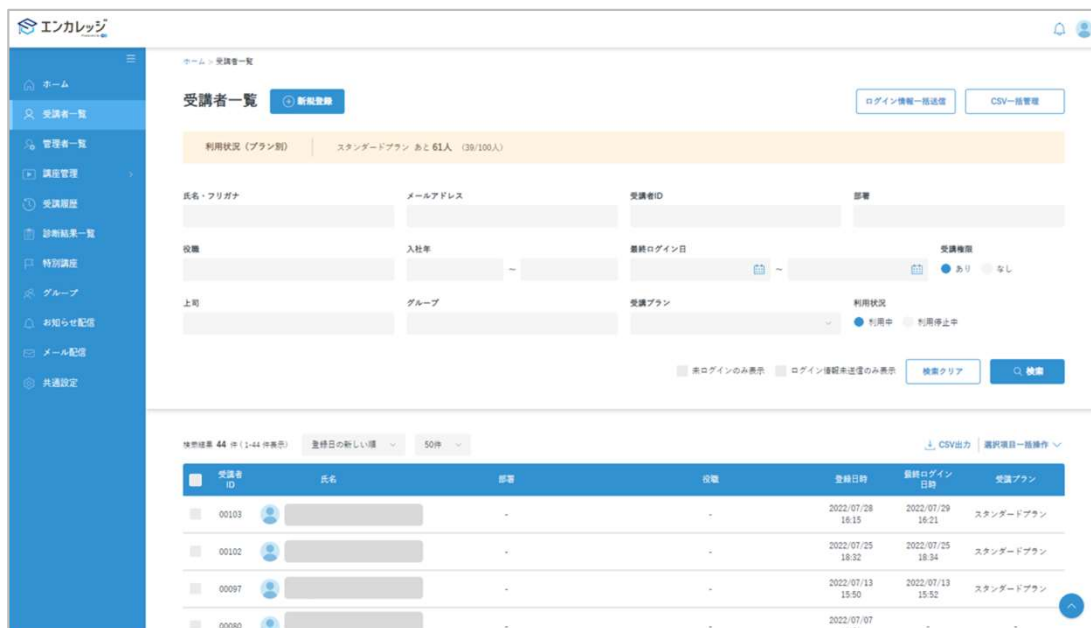 エンカレッジ
ホーム > 受講者一覧
ホーム
受講者一覧
管理者一覧
講座管理
受講履歴
診断結果一覧
特別講座
グループ
お知らせ配信
メール配信
共通設定
受講者一覧 新規登録 ログイン情報一括送信 CSV一括管理
利用状況（プラン別） スタンダードプラン あと 61人 （39/100人）
氏名・フリガナ メールアドレス 受講者ID 部署
役職 入社年 最終ログイン日 受講権限
~ ~ あり なし
上司 グループ 受講プラン 利用状況
利用中 利用停止中
未ログインのみ表示 ログイン情報未送信のみ表示 検索クリア 検索
検索結果 44 件 ( 1-44 件表示) 登録日の新しい順 50件 CSV出力 選択項目一括操作
受講者ID 氏名 部署 役職 登録日時 最終ログイン日時 受講プラン
00103 - - 2022/07/28 16:15 2022/07/29 16:21 スタンダードプラン
00102 - - 2022/07/25 18:32 2022/07/25 18:34 スタンダードプラン
00097 - - 2022/07/13 15:50 2022/07/13 15:52 スタンダードプラン
00080 - - 2022/07/07 - -